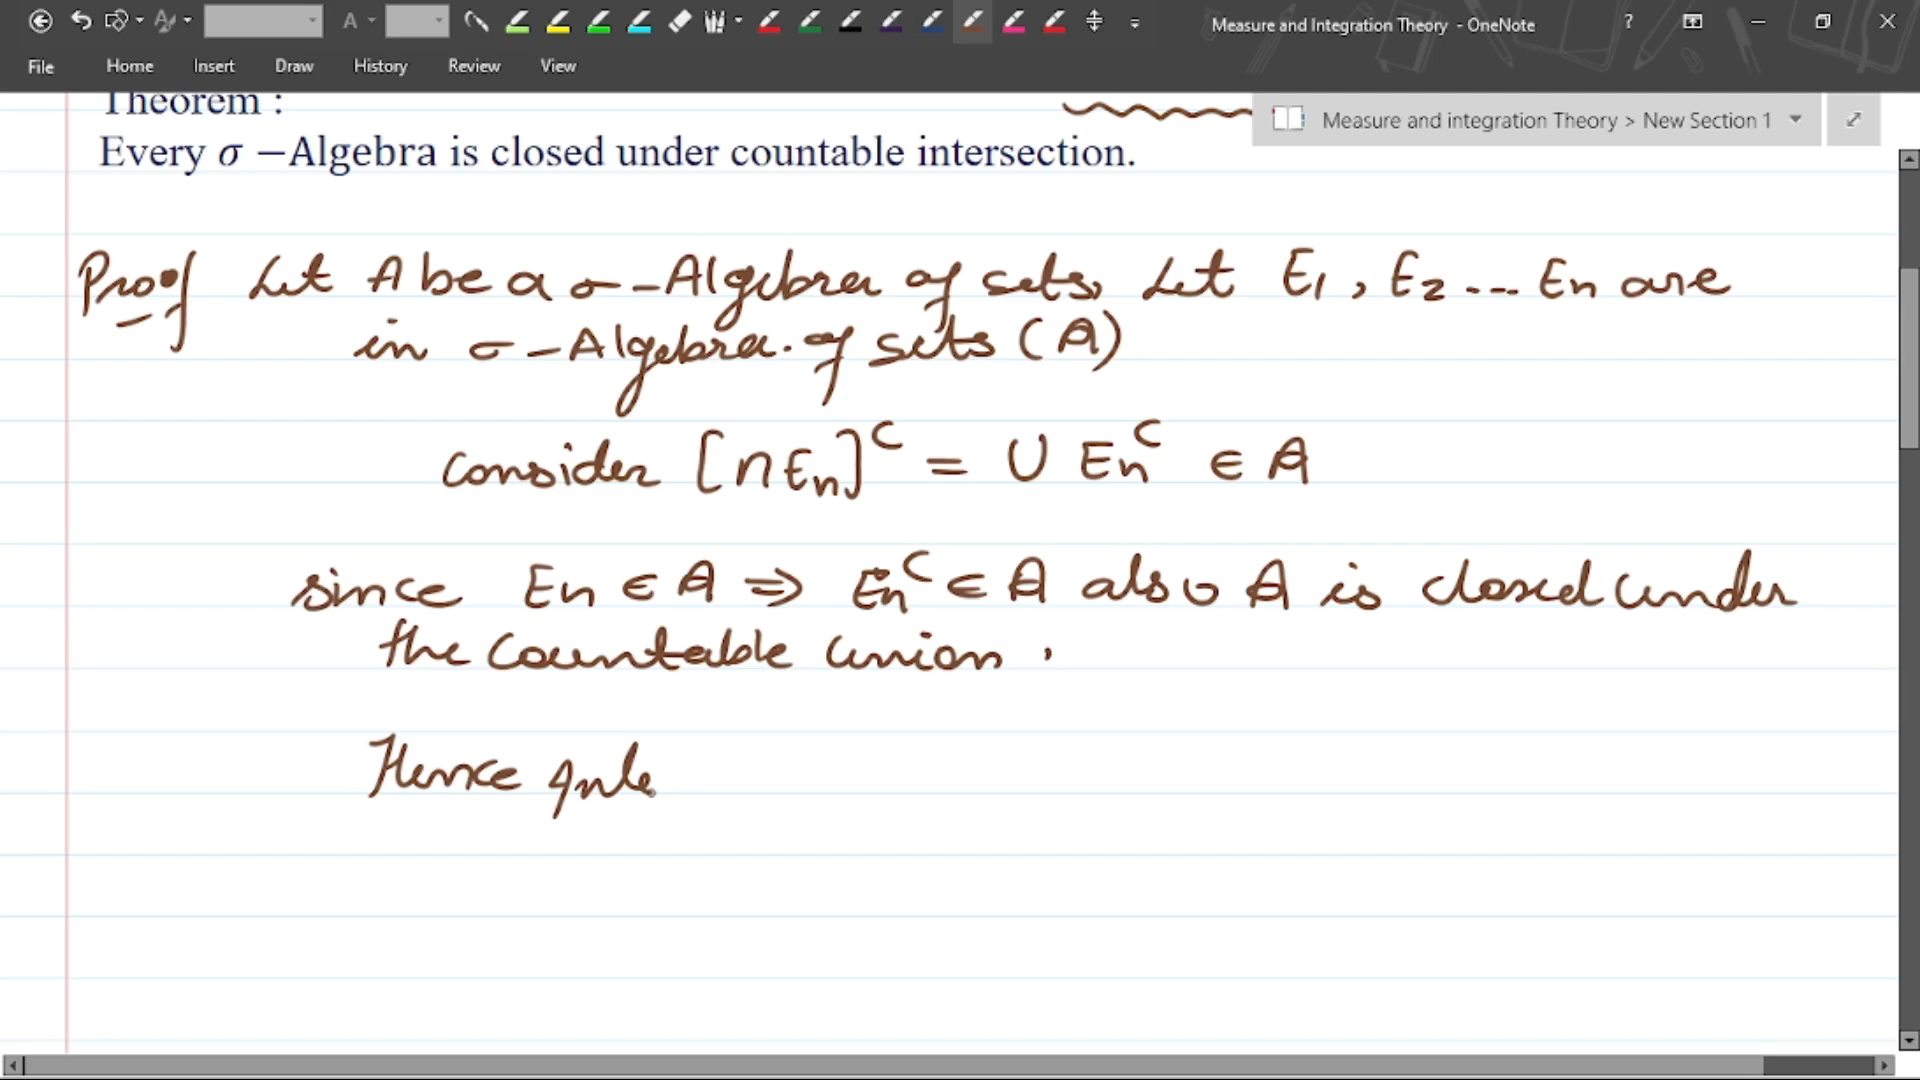 Measure and Integration Theory - OneNote
?
File Home Insert Draw History Review View
Theorem :
Measure and integration Theory > New Section 1
Every σ −Algebra is closed under countable intersection.
Proof Let A be a σ-Algebra of sets. Let E1, E2 ... En are
in σ-Algebra. of sets (A)
consider [∩En]^C = ∪ En^C ∈ A
since En ∈ A ⇒ En^C ∈ A also A is closed under
the countable union.
Hence